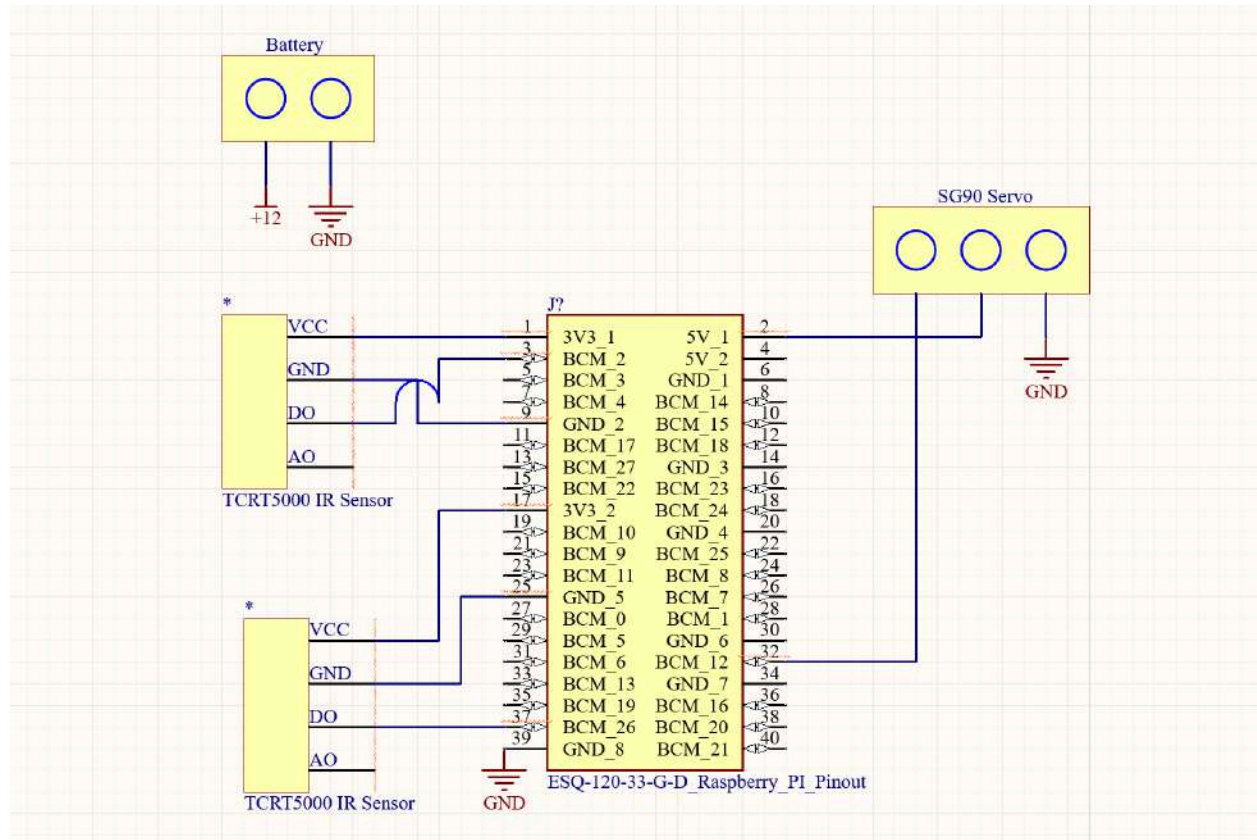 Battery
+12
GND
SG90 Servo
GND
*
VCC
GND
DO
AO
TCRT5000 IR Sensor
*
VCC
GND
DO
AO
TCRT5000 IR Sensor
J?
1 3V3_1 5V_1 2
3 BCM_2 5V_2 4
5 BCM_3 GND_1 6
7 BCM_4 BCM_14 8
9 GND_2 BCM_15 10
11 BCM_17 BCM_18 12
13 BCM_27 GND_3 14
15 BCM_22 BCM_23 16
17 3V3_2 BCM_24 18
19 BCM_10 GND_4 20
21 BCM_9 BCM_25 22
23 BCM_11 BCM_8 24
25 GND_5 BCM_7 26
27 BCM_0 BCM_1 28
29 BCM_5 GND_6 30
31 BCM_6 BCM_12 32
33 BCM_13 GND_7 34
35 BCM_19 BCM_16 36
37 BCM_26 BCM_20 38
39 GND_8 BCM_21 40
GND
ESQ-120-33-G-D_Raspberry_PI_Pinout